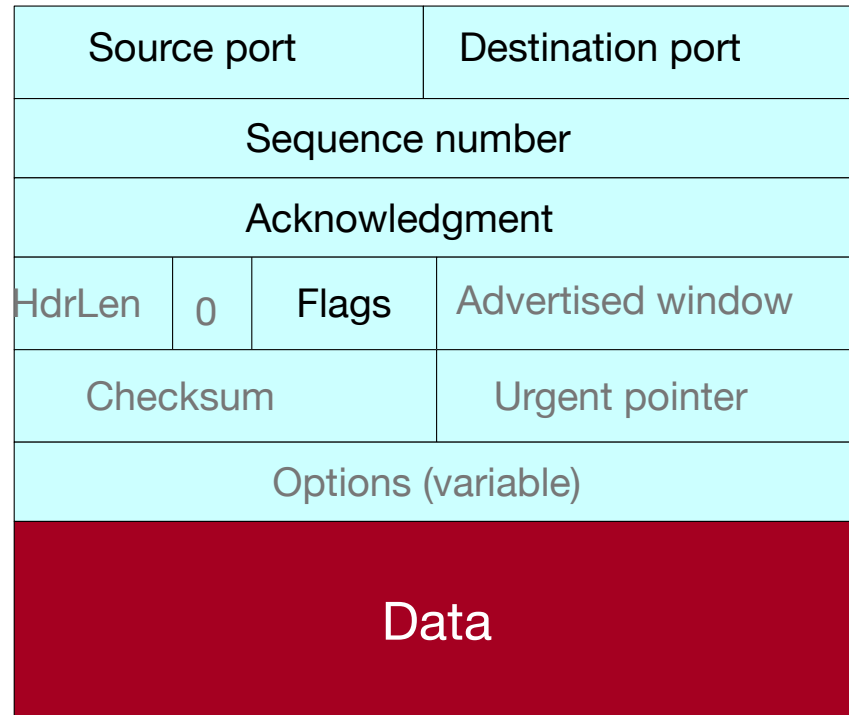 Source port Destination port
Sequence number
Acknowledgment
HdrLen 0 Flags Advertised window
Checksum Urgent pointer
Options (variable)
Data